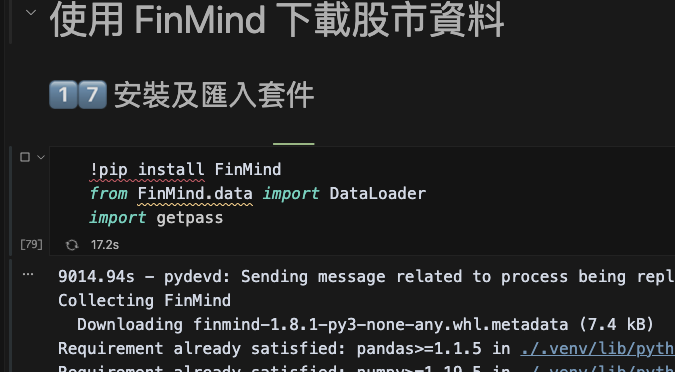 使用 FinMind 下載股市資料
1️⃣7️⃣ 安裝及匯入套件
!pip install FinMind
from FinMind.data import DataLoader
import getpass
[79] 17.2s
... 9014.94s - pydevd: Sending message related to process being repl
Collecting FinMind
Downloading finmind-1.8.1-py3-none-any.whl.metadata (7.4 kB)
Requirement already satisfied: pandas>=1.1.5 in ./.venv/lib/pyth
Requirement already satisfied: numpy>=1.19.5 in ./.venv/lib/pyth